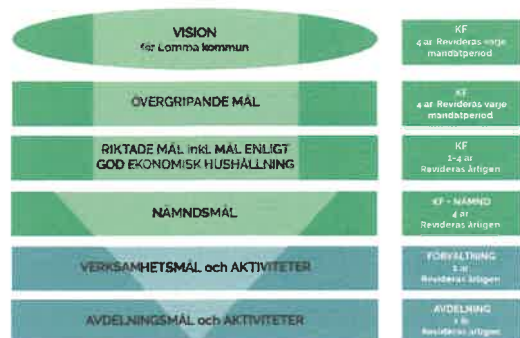 VISION
för Lomma kommun
KF
4 år Revideras varje
mandatperiod
ÖVERGRIPANDE MÅL
KF
4 år Revideras varje
mandatperiod
RIKTADE MÅL inkl MÅL ENLIGT
GOD EKONOMISK HUSHÅLLNING
KF
1-4 år
Revideras årligen
NÄMNDSMÅL
KF - NÄMND
4 år
Revideras årligen
VERKSAMHETSMÅL och AKTIVITETER
FÖRVALTNING
år
Revideras årligen
AVDELNINGSMÅL och AKTIVITETER
AVDELNING
1 år
Revideras årligen